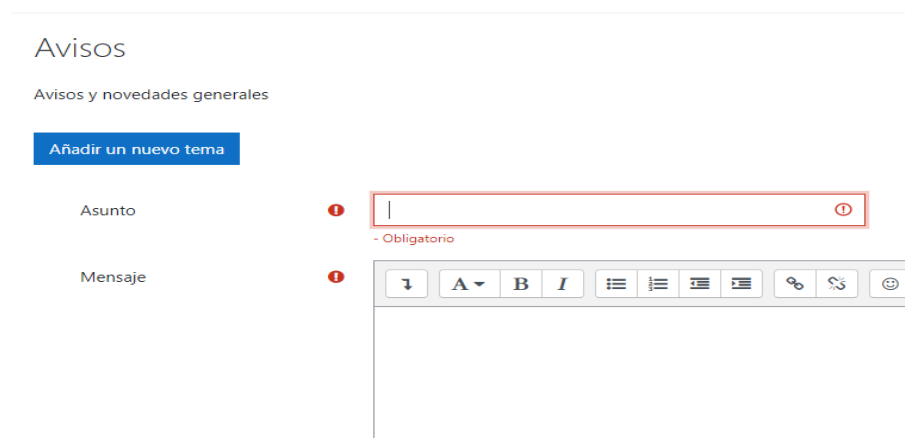 Avisos
Avisos y novedades generales
Añadir un nuevo tema
Asunto
- Obligatorio
Mensaje
A B I